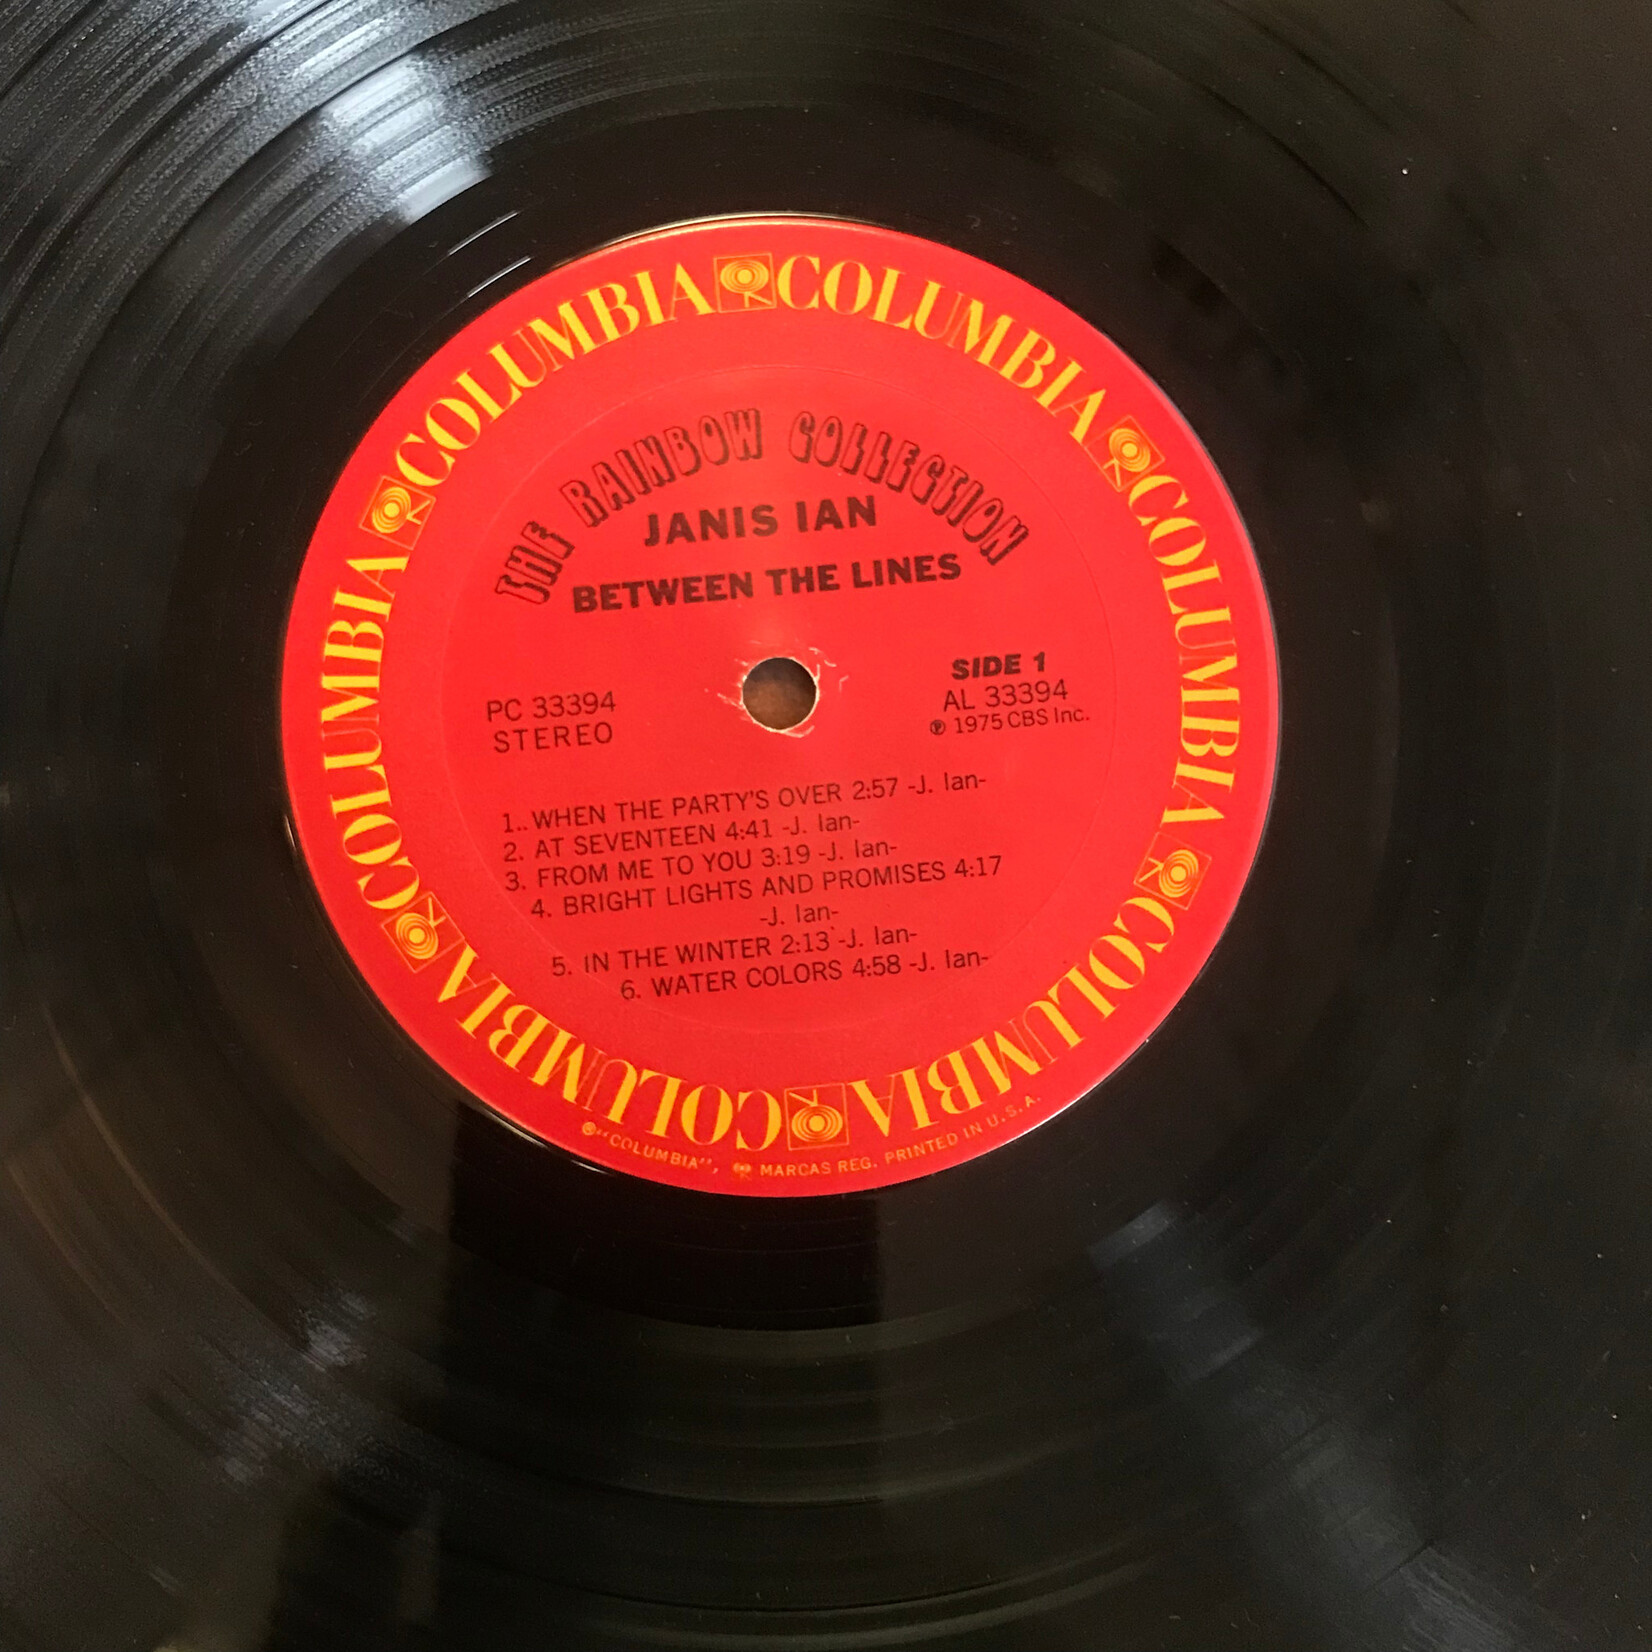 COLUMBIA COLUMBIA COLUMBIA COLUMBIA COLUMBIA COLUMBIA COLUMBIA COLUMBIA
THE RAINBOW COLLECTION
JANIS IAN
BETWEEN THE LINES
PC 33394
STEREO
SIDE 1
AL 33394
℗ 1975 CBS Inc.
1.. WHEN THE PARTY'S OVER 2:57 -J. Ian-
2. AT SEVENTEEN 4:41 -J. Ian-
3. FROM ME TO YOU 3:19 -J. Ian-
4. BRIGHT LIGHTS AND PROMISES 4:17
-J. Ian-
5. IN THE WINTER 2:13 -J. Ian-
6. WATER COLORS 4:58 -J. Ian-
®"COLUMBIA", MARCAS REG. PRINTED IN U.S.A.